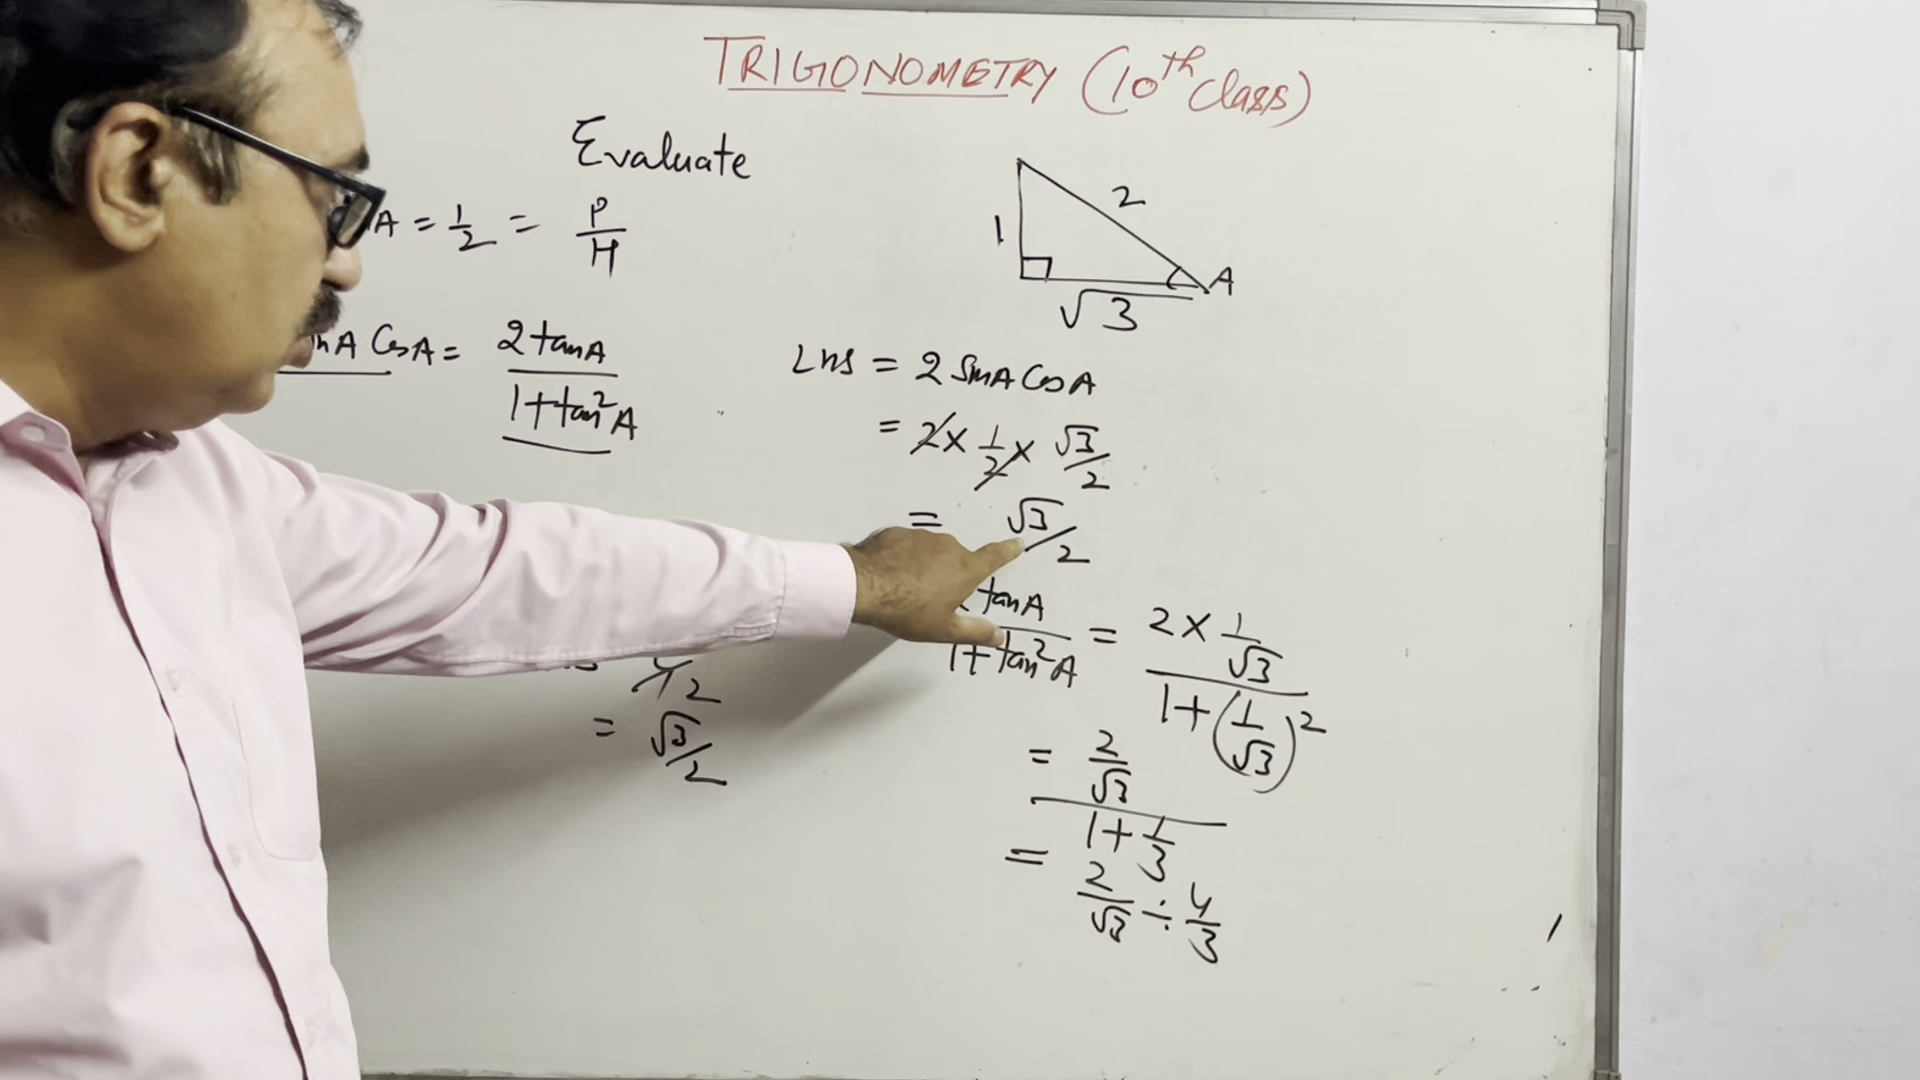 TRIGONOMETRY (10th Class)
Evaluate
A = 1/2 = P/H
2
1
A
√3
nA CosA = 2tanA / 1+tan²A
LHS = 2 SinA CosA
= 2 × 1/2 × √3/2
= √3/2
tanA / 1+tan²A = 2 × 1/√3 / 1+(1/√3)²
2
= √3/2
= 2/√3 / 1+1/3
= 2/√3 ÷ 4/3